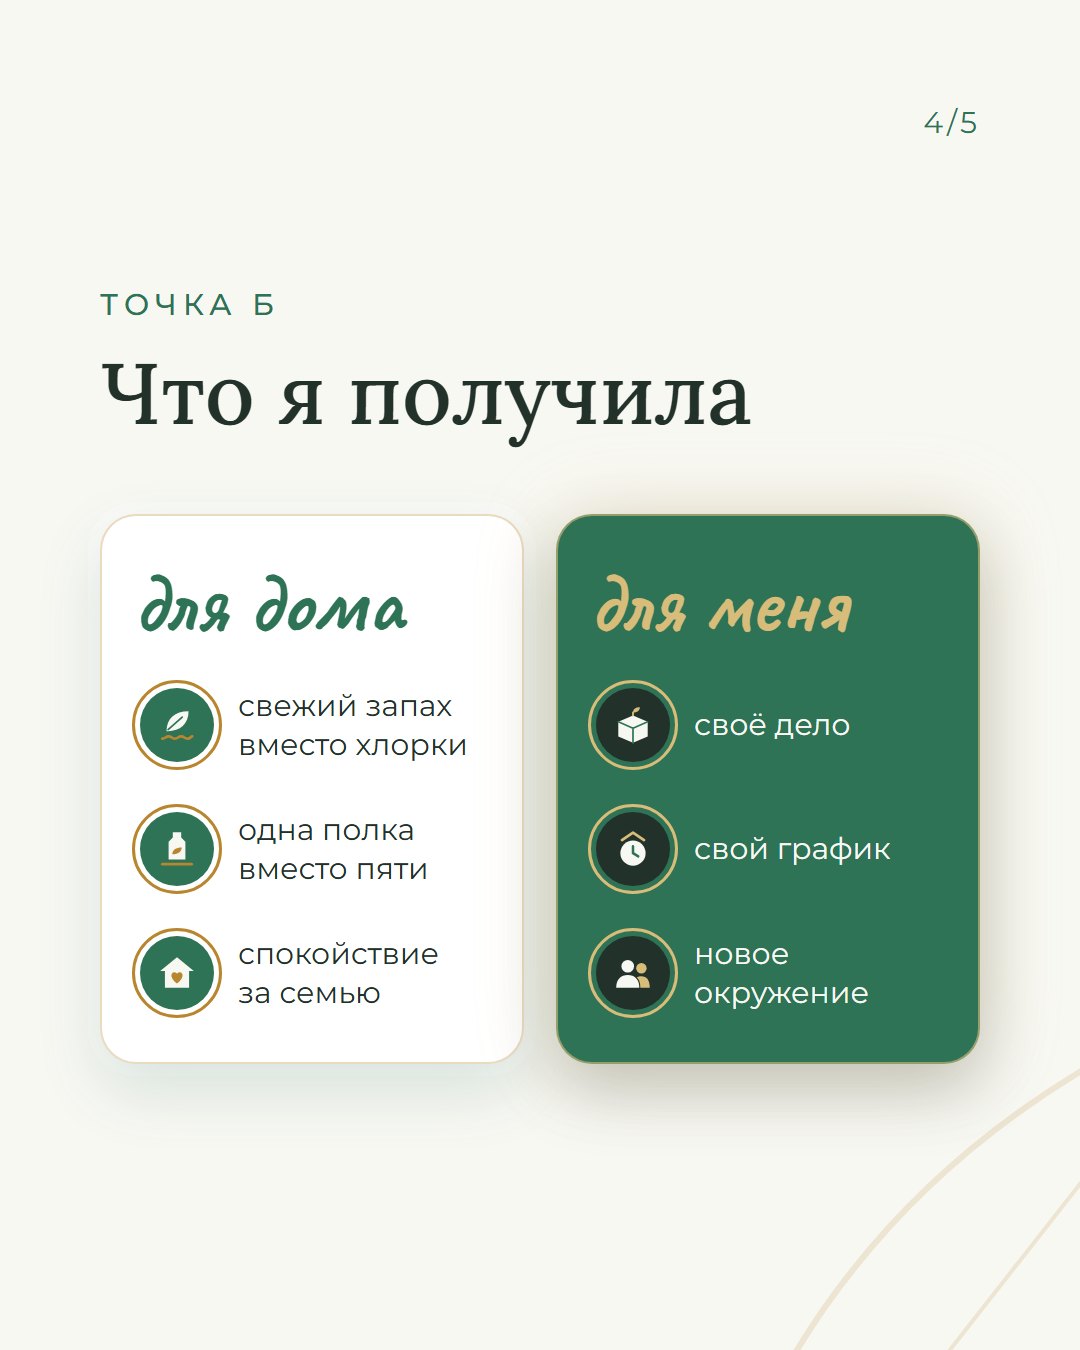 4/5
ТОЧКА Б
Что я получила
для дома
свежий запах
вместо хлорки
одна полка
вместо пяти
спокойствие
за семью
для меня
своё дело
свой график
новое
окружение